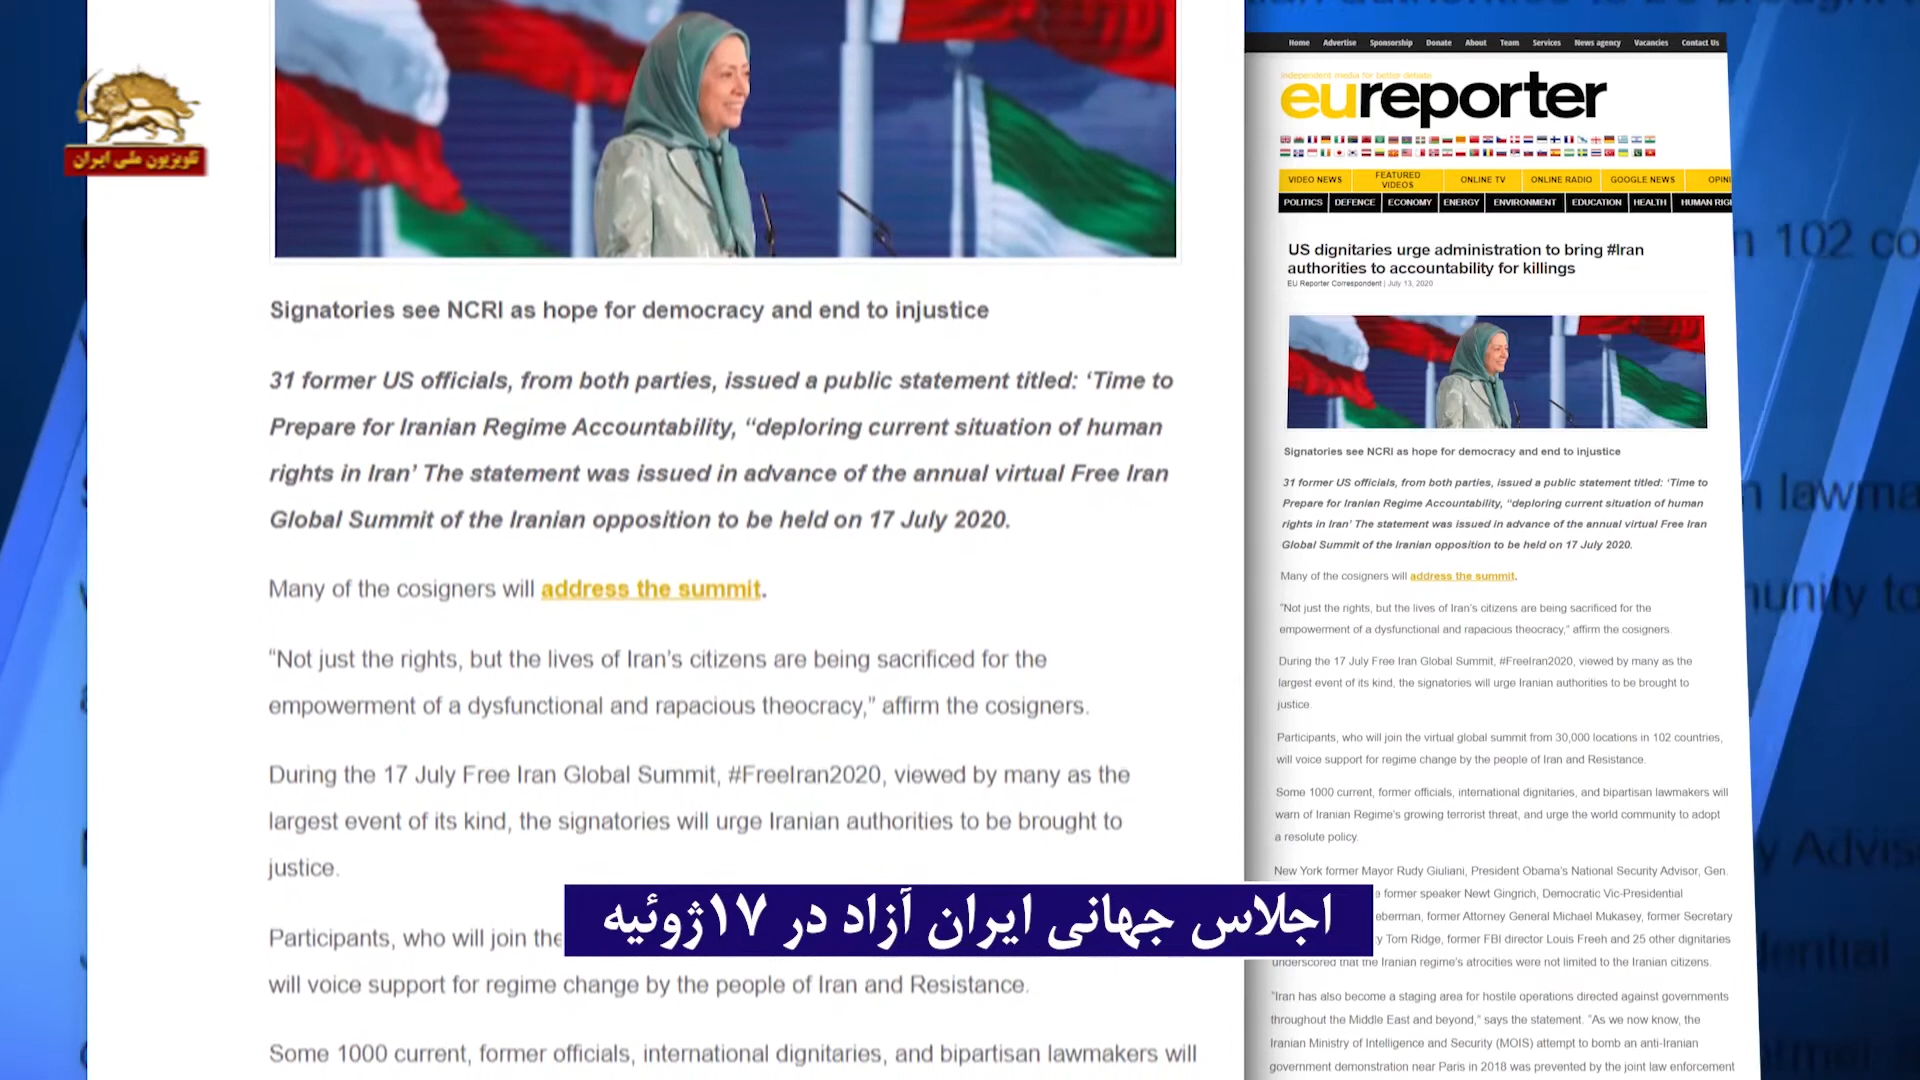 تلویزیون ملی ایران
Signatories see NCRI as hope for democracy and end to injustice
31 former US officials, from both parties, issued a public statement titled: ‘Time to
Prepare for Iranian Regime Accountability, “deploring current situation of human
rights in Iran’ The statement was issued in advance of the annual virtual Free Iran
Global Summit of the Iranian opposition to be held on 17 July 2020.
Many of the cosigners will address the summit.
“Not just the rights, but the lives of Iran’s citizens are being sacrificed for the
empowerment of a dysfunctional and rapacious theocracy,” affirm the cosigners.
During the 17 July Free Iran Global Summit, #FreeIran2020, viewed by many as the
largest event of its kind, the signatories will urge Iranian authorities to be brought to
justice.
Participants, who will join the
will voice support for regime change by the people of Iran and Resistance.
Some 1000 current, former officials, international dignitaries, and bipartisan lawmakers will
اجلاس جهانی ایران آزاد در ۱۷ژوئیه
Home Advertise Sponsorship Donate About Team Services News agency Vacancies Contact Us
independent media for better debate
eureporter
VIDEO NEWS FEATURED VIDEOS ONLINE TV ONLINE RADIO GOOGLE NEWS OPINI
POLITICS DEFENCE ECONOMY ENERGY ENVIRONMENT EDUCATION HEALTH HUMAN RIG
US dignitaries urge administration to bring #Iran
authorities to accountability for killings
EU Reporter Correspondent | July 13, 2020
Signatories see NCRI as hope for democracy and end to injustice
31 former US officials, from both parties, issued a public statement titled: ‘Time to
Prepare for Iranian Regime Accountability, “deploring current situation of human
rights in Iran’ The statement was issued in advance of the annual virtual Free Iran
Global Summit of the Iranian opposition to be held on 17 July 2020.
Many of the cosigners will address the summit.
“Not just the rights, but the lives of Iran’s citizens are being sacrificed for the
empowerment of a dysfunctional and rapacious theocracy,” affirm the cosigners.
During the 17 July Free Iran Global Summit, #FreeIran2020, viewed by many as the
largest event of its kind, the signatories will urge Iranian authorities to be brought to
justice.
Participants, who will join the virtual global summit from 30,000 locations in 102 countries,
will voice support for regime change by the people of Iran and Resistance.
Some 1000 current, former officials, international dignitaries, and bipartisan lawmakers will
warn of Iranian Regime’s growing terrorist threat, and urge the world community to adopt
a resolute policy.
New York former Mayor Rudy Giuliani, President Obama’s National Security Advisor, Gen.
former speaker Newt Gingrich, Democratic Vice-Presidential
eberman, former Attorney General Michael Mukasey, former Secretary
y Tom Ridge, former FBI director Louis Freeh and 25 other dignitaries
underscored that the Iranian regime’s atrocities were not limited to the Iranian citizens.
“Iran has also become a staging area for hostile operations directed against governments
throughout the Middle East and beyond,” says the statement. “As we now know, the
Iranian Ministry of Intelligence and Security (MOIS) attempt to bomb an anti-Iranian
government demonstration near Paris in 2018 was prevented by the joint law enforcement